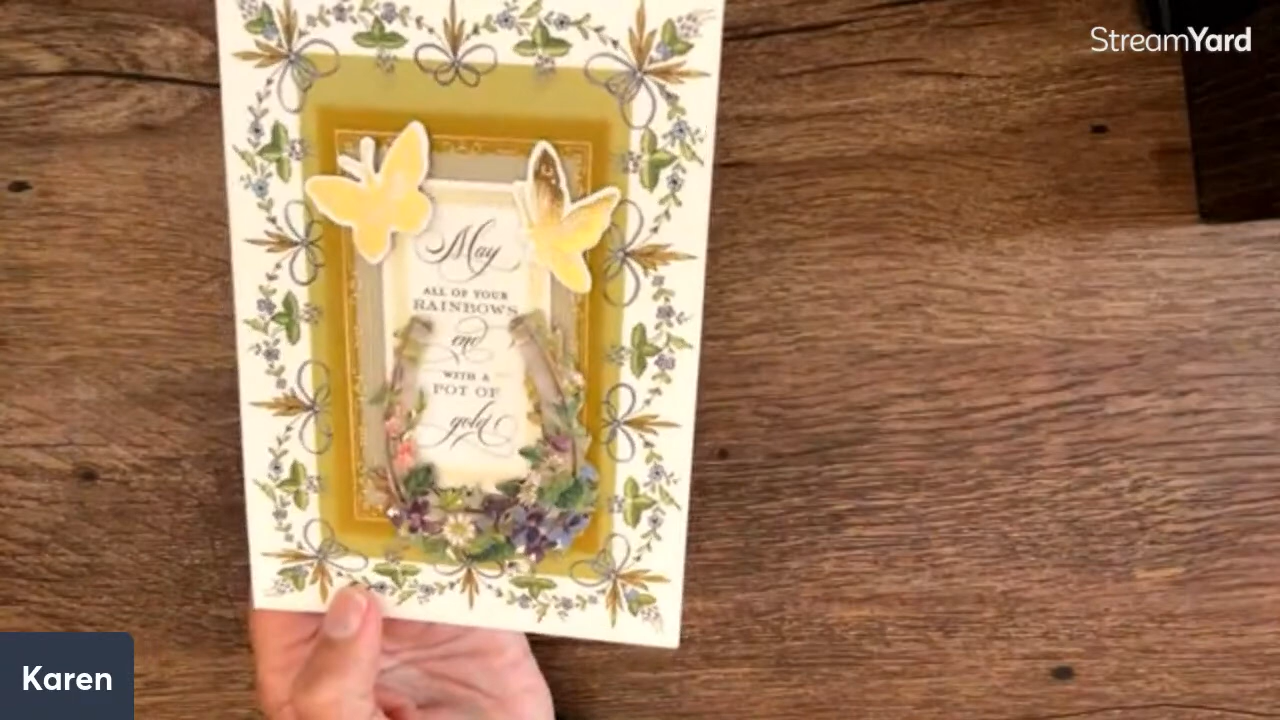 StreamYard
May
ALL OF YOUR
RAINBOWS
end
WITH A
POT OF
gold
Karen